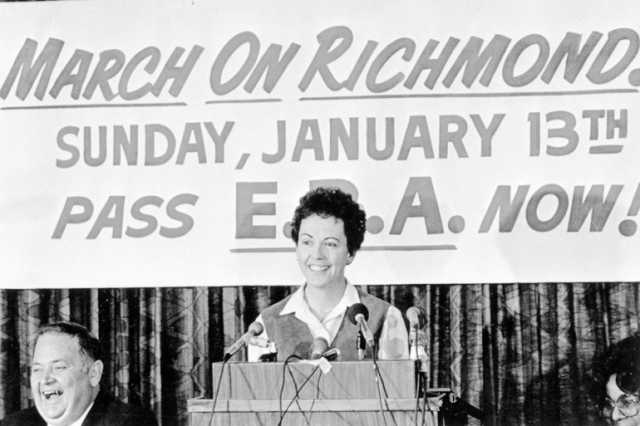 MARCH ON RICHMOND
SUNDAY, JANUARY 13TH
PASS E.R.A. NOW!